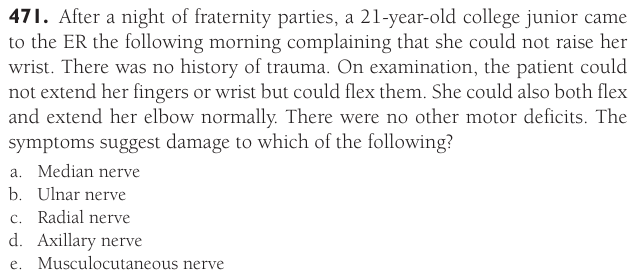 471. After a night of fraternity parties, a 21-year-old college junior came
to the ER the following morning complaining that she could not raise her
wrist. There was no history of trauma. On examination, the patient could
not extend her fingers or wrist but could flex them. She could also both flex
and extend her elbow normally. There were no other motor deficits. The
symptoms suggest damage to which of the following?
a. Median nerve
b. Ulnar nerve
c. Radial nerve
d. Axillary nerve
e. Musculocutaneous nerve